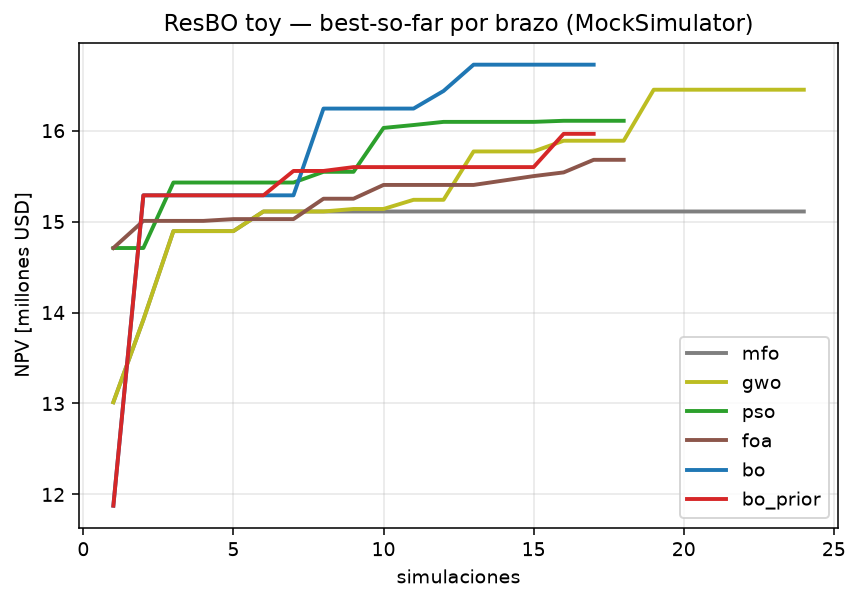 ResBO toy — best-so-far por brazo (MockSimulator)
NPV [millones USD]
16
15
14
13
12
mfo
gwo
pso
foa
bo
bo_prior
0 5 10 15 20 25
simulaciones